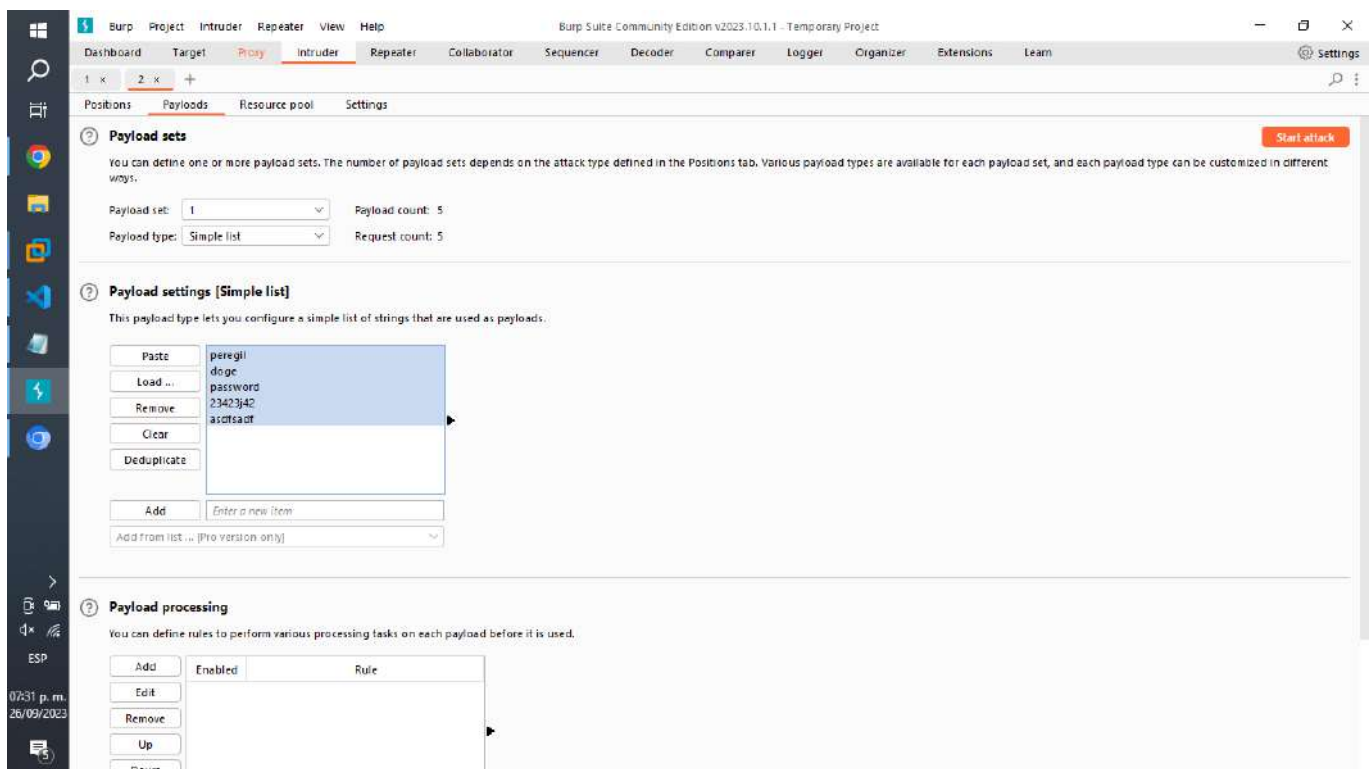 Burp Project Intruder Repeater View Help Burp Suite Community Edition v2023.10.1.1 - Temporary Project
Dashboard Target Proxy Intruder Repeater Collaborator Sequencer Decoder Comparer Logger Organizer Extensions Learn Settings
1 × 2 × +
Positions Payloads Resource pool Settings
? Payload sets Start attack
You can define one or more payload sets. The number of payload sets depends on the attack type defined in the Positions tab. Various payload types are available for each payload set, and each payload type can be customized in different
ways.
Payload set: 1 Payload count: 5
Payload type: Simple list Request count: 5
? Payload settings [Simple list]
This payload type lets you configure a simple list of strings that are used as payloads.
Paste peregil
doge
Load ... password
Remove 23423j42
asdfsadf
Clear
Deduplicate
Add Enter a new item
Add from list ... [Pro version only]
? Payload processing
You can define rules to perform various processing tasks on each payload before it is used.
Add Enabled Rule
Edit
Remove
Up
Down
ESP
07:31 p. m.
26/09/2023
5